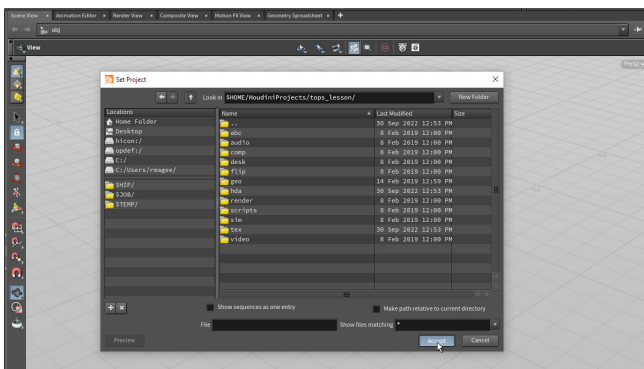 Scene View × Animation Editor × Render View × Composite View × Motion FX View × Geometry Spreadsheet × +
obj
View
Persp
Set Project ×
Look in $HOME/HoudiniProjects/tops_lesson/ New Folder
Locations
Home Folder
Desktop
hicon:/
opdef:/
C:/
C:/Users/rmagee/
$HIP/
$JOB/
$TEMP/
Name Last Modified Size
.. 30 Sep 2022 12:53 PM
abc 8 Feb 2019 12:00 PM
audio 8 Feb 2019 12:00 PM
comp 8 Feb 2019 12:00 PM
desk 8 Feb 2019 12:00 PM
flip 8 Feb 2019 12:00 PM
geo 14 Feb 2019 12:59 PM
hda 30 Sep 2022 12:53 PM
render 8 Feb 2019 12:00 PM
scripts 8 Feb 2019 12:00 PM
sim 8 Feb 2019 12:00 PM
tex 30 Sep 2022 12:53 PM
video 8 Feb 2019 12:00 PM
+ ×
Show sequences as one entry Make path relative to current directory
File Show files matching *
Preview Accept Cancel